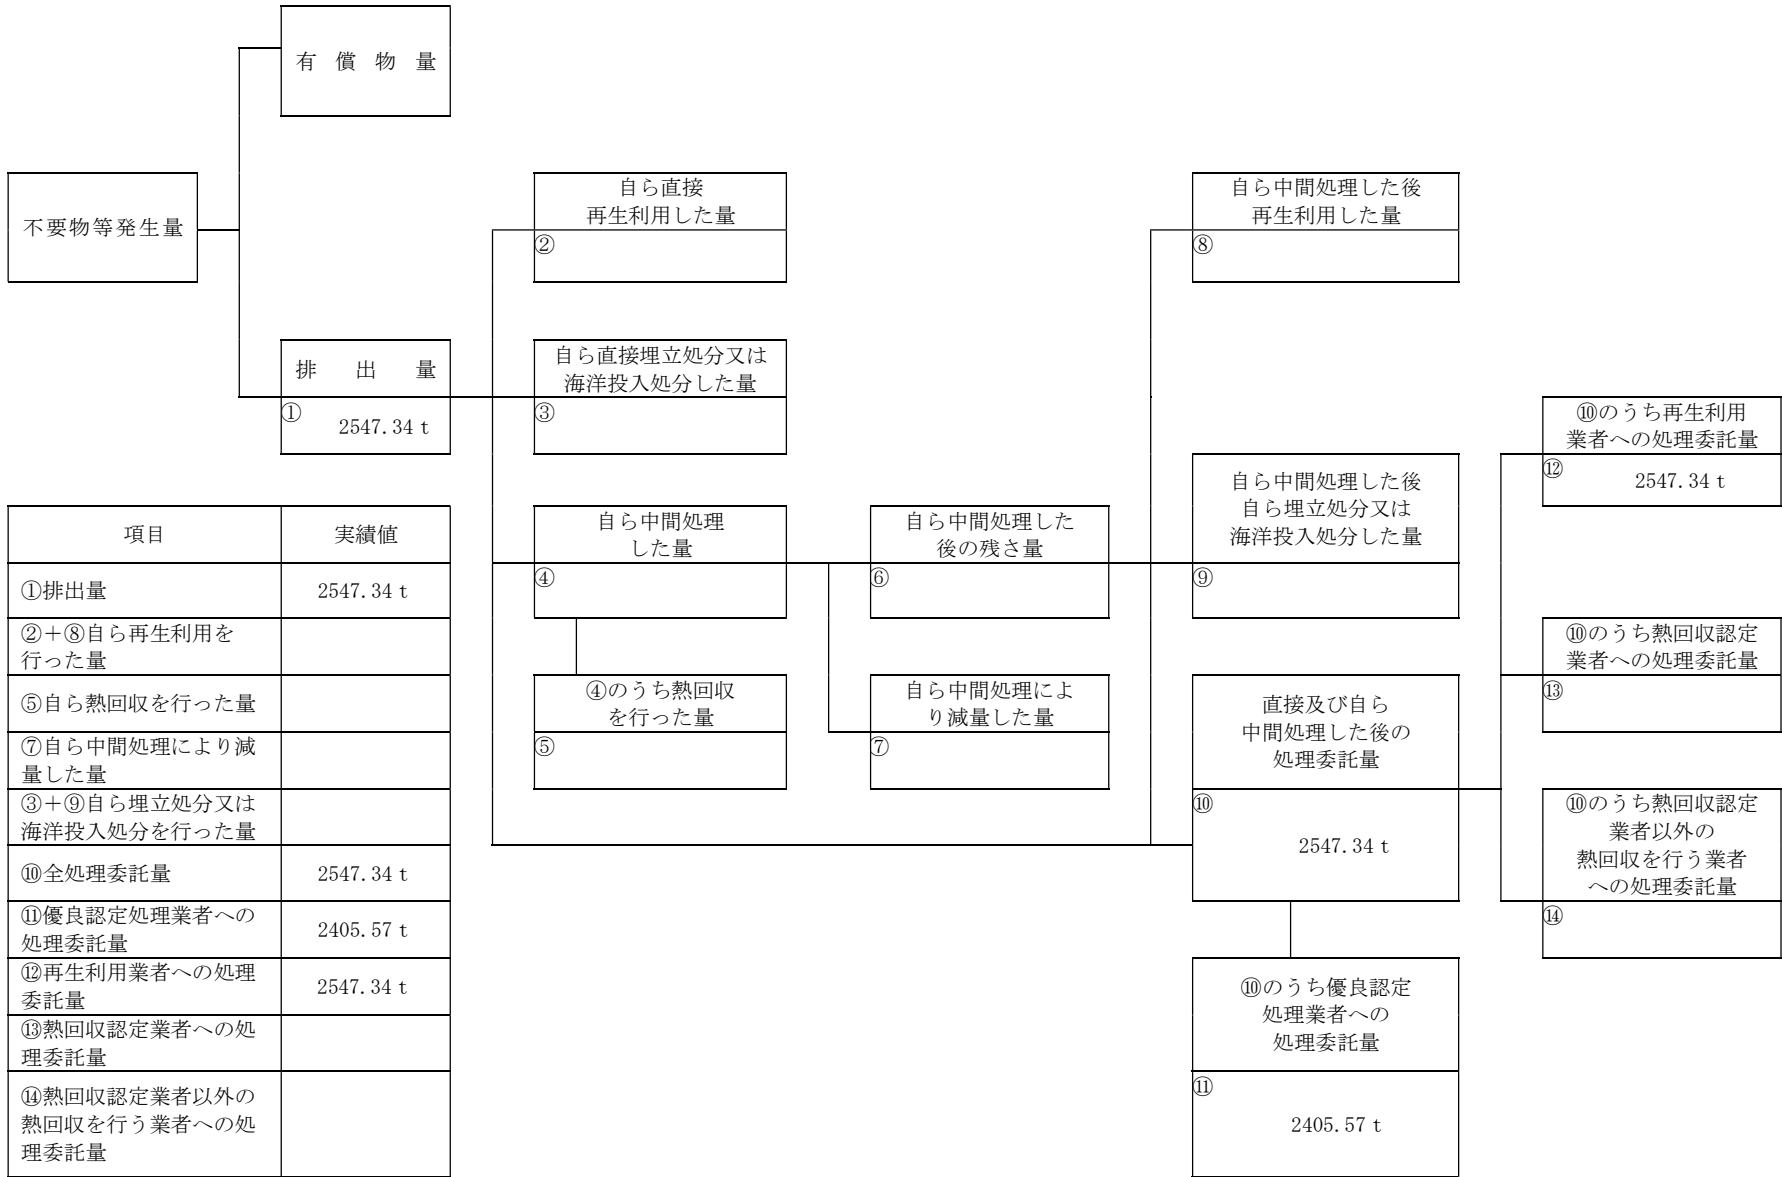 有償物量
不要物等発生量
排出量
①
2547.34 t
自ら直接
再生利用した量
②
自ら直接埋立処分又は
海洋投入処分した量
③
自ら中間処理
した量
④
④のうち熱回収
を行った量
⑤
自ら中間処理した
後の残さ量
⑥
自ら中間処理によ
り減量した量
⑦
自ら中間処理した後
再生利用した量
⑧
自ら中間処理した後
自ら埋立処分又は
海洋投入処分した量
⑨
直接及び自ら
中間処理した後の
処理委託量
⑩
2547.34 t
⑩のうち優良認定
処理業者への
処理委託量
⑪
2405.57 t
⑩のうち再生利用
業者への処理委託量
⑫
2547.34 t
⑩のうち熱回収認定
業者への処理委託量
⑬
⑩のうち熱回収認定
業者以外の
熱回収を行う業者
への処理委託量
⑭
項目 実績値
①排出量 2547.34 t
②＋⑧自ら再生利用を
行った量
⑤自ら熱回収を行った量
⑦自ら中間処理により減
量した量
③＋⑨自ら埋立処分又は
海洋投入処分を行った量
⑩全処理委託量 2547.34 t
⑪優良認定処理業者への
処理委託量 2405.57 t
⑫再生利用業者への処理
委託量 2547.34 t
⑬熱回収認定業者への処
理委託量
⑭熱回収認定業者以外の
熱回収を行う業者への処
理委託量